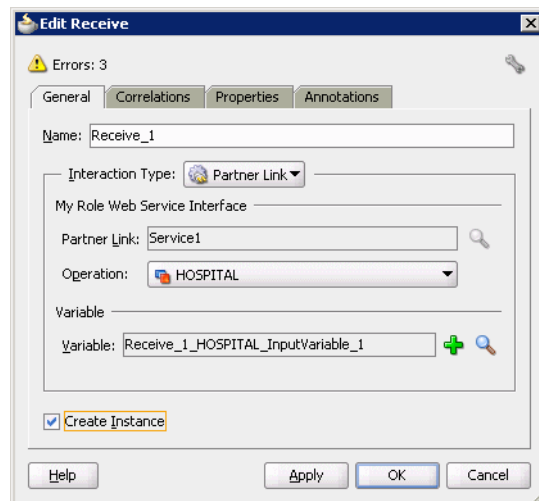 Edit Receive
Errors: 3
General Correlations Properties Annotations
Name: Receive_1
Interaction Type: Partner Link
My Role Web Service Interface
Partner Link: Service1
Operation: HOSPITAL
Variable
Variable: Receive_1_HOSPITAL_InputVariable_1
Create Instance
Help Apply OK Cancel